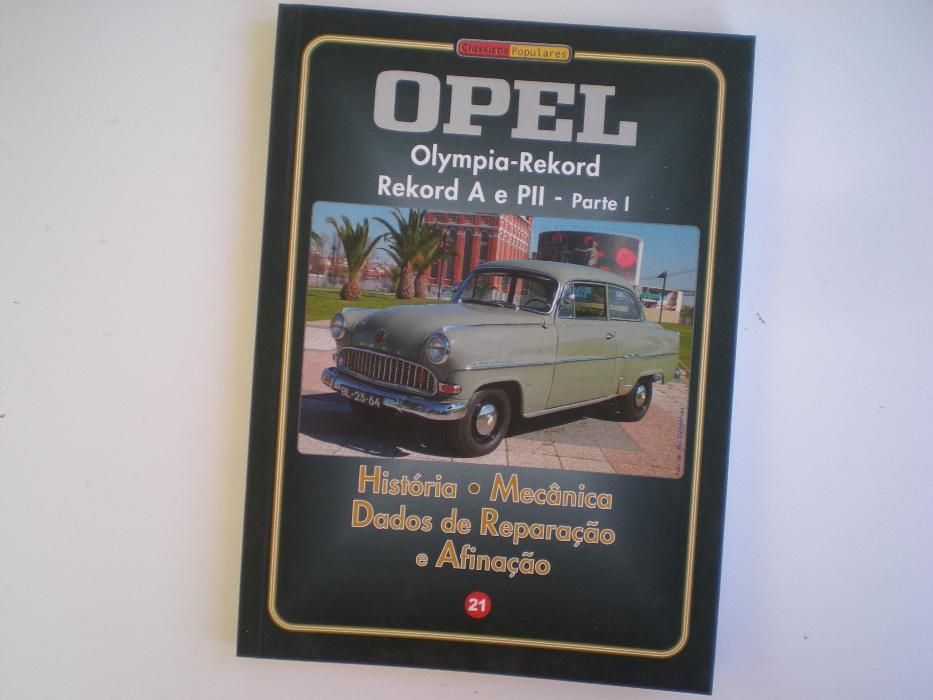 Clássicos Populares
OPEL
Olympia-Rekord
Rekord A e PII - Parte I
BL-23-64
História • Mecânica
Dados de Reparação
e Afinação
21